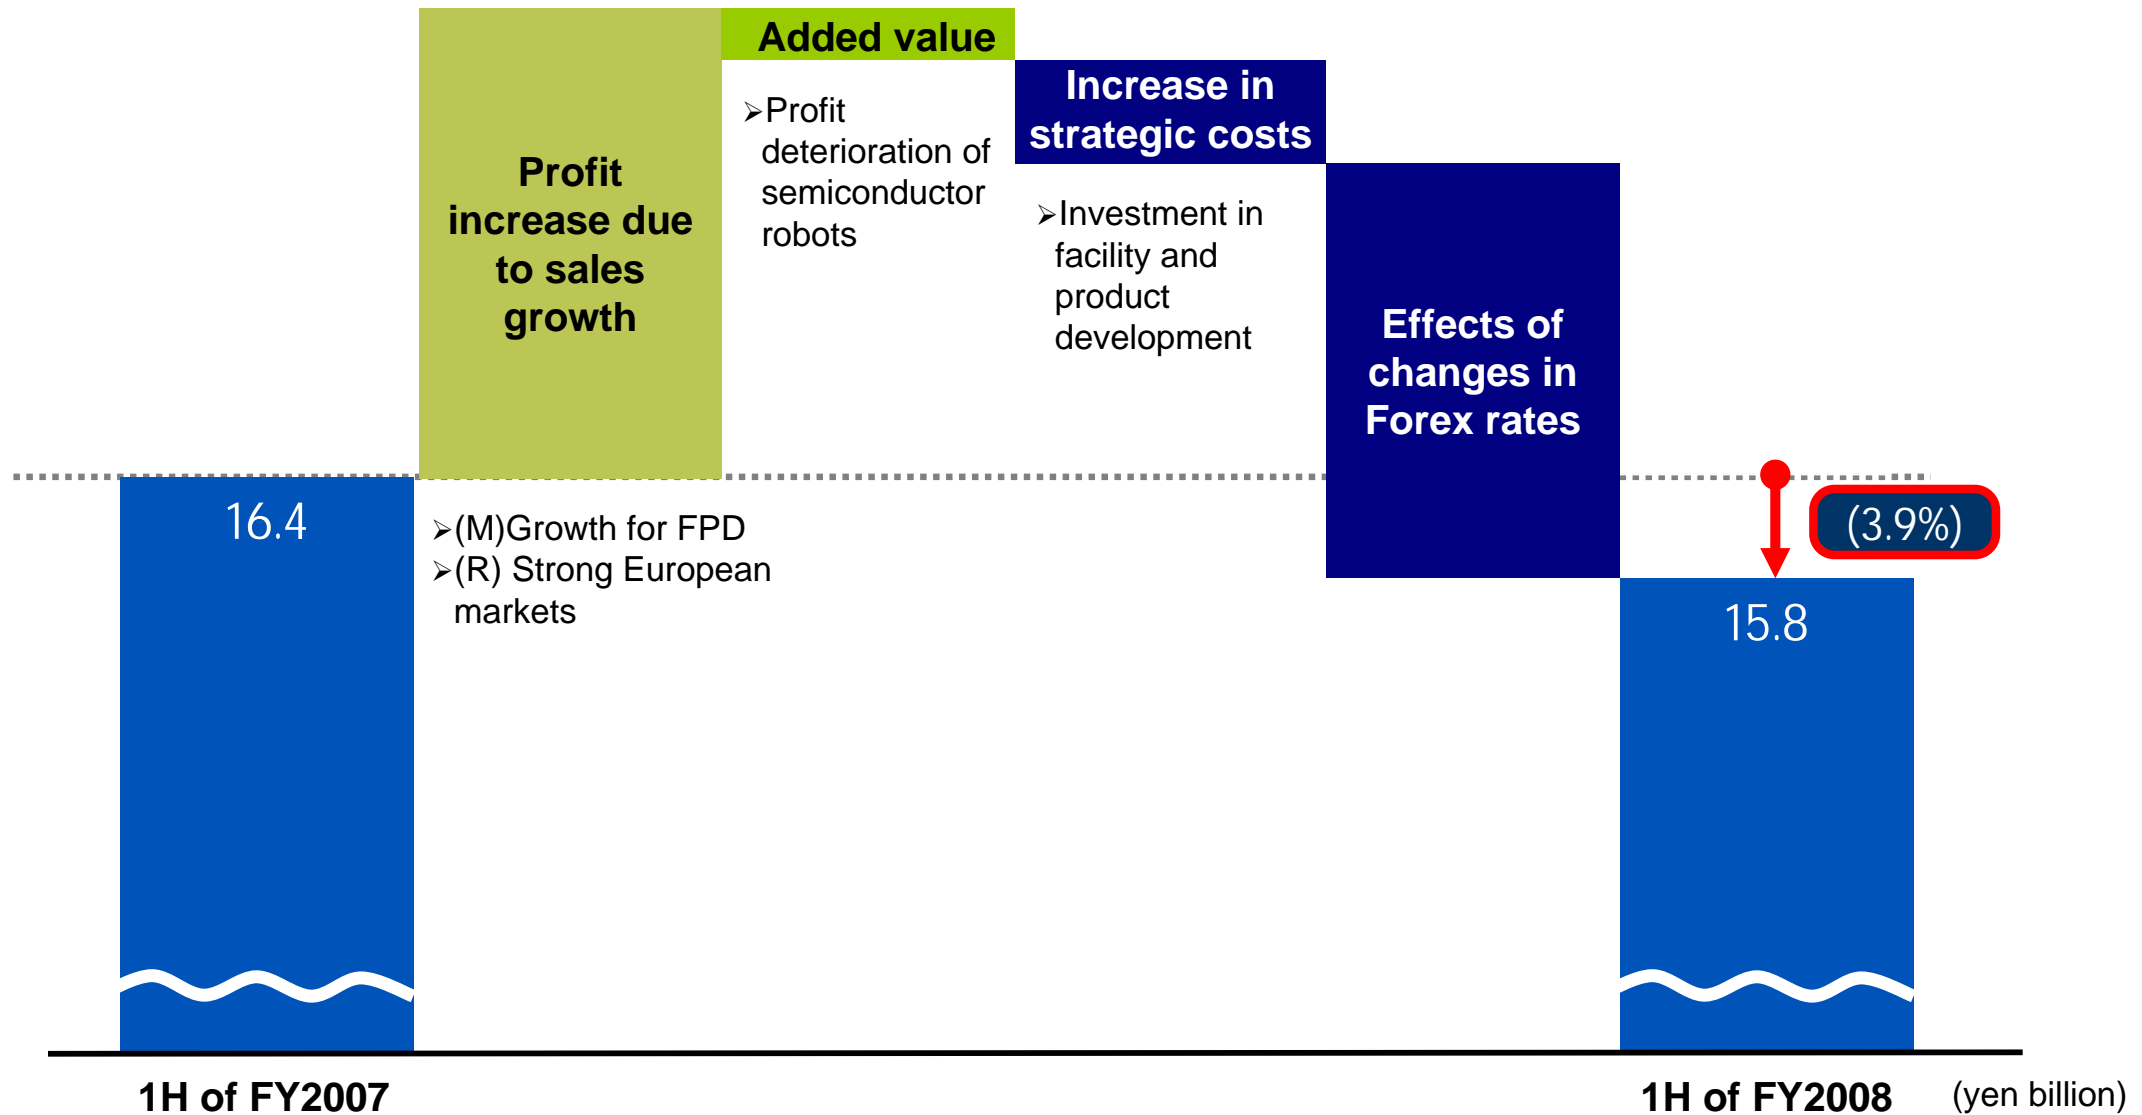 Profit
increase due
to sales
growth
Added value
➢Profit
deterioration of
semiconductor
robots
Increase in
strategic costs
➢Investment in
facility and
product
development
Effects of
changes in
Forex rates
16.4
➢(M)Growth for FPD
➢(R) Strong European
markets
(3.9%)
15.8
1H of FY2007
1H of FY2008
(yen billion)